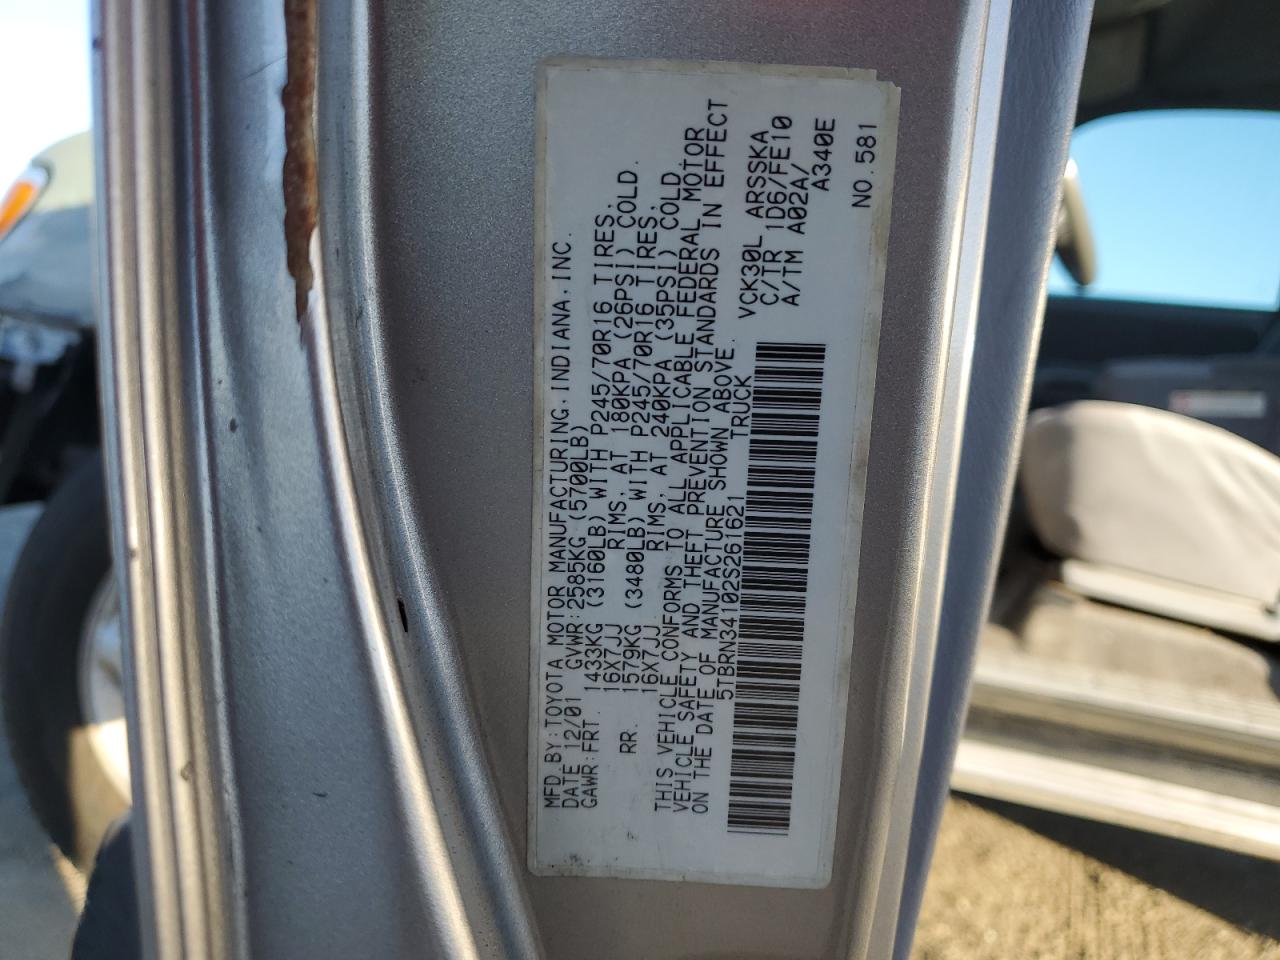 MFD.BY:TOYOTA MOTOR MANUFACTURING, INDIANA, INC.
DATE 12/01 GVWR:2585KG (5700LB)
GAWR:FRT. 1433KG (3160LB) WITH P245/70R16 TIRES,
16X7JJ RIMS, AT 180KPA (26PSI) COLD.
RR. 1579KG (3480LB) WITH P245/70R16 TIRES,
16X7JJ RIMS, AT 240KPA (35PSI) COLD.
THIS VEHICLE CONFORMS TO ALL APPLICABLE FEDERAL MOTOR
VEHICLE SAFETY AND THEFT PREVENTION STANDARDS IN EFFECT
ON THE DATE OF MANUFACTURE SHOWN ABOVE.
5TBRN34102S261621 TRUCK
VCK30L ARSSKA
C/TR 1D6/FE10
A/TM A02A/
A340E
NO.581